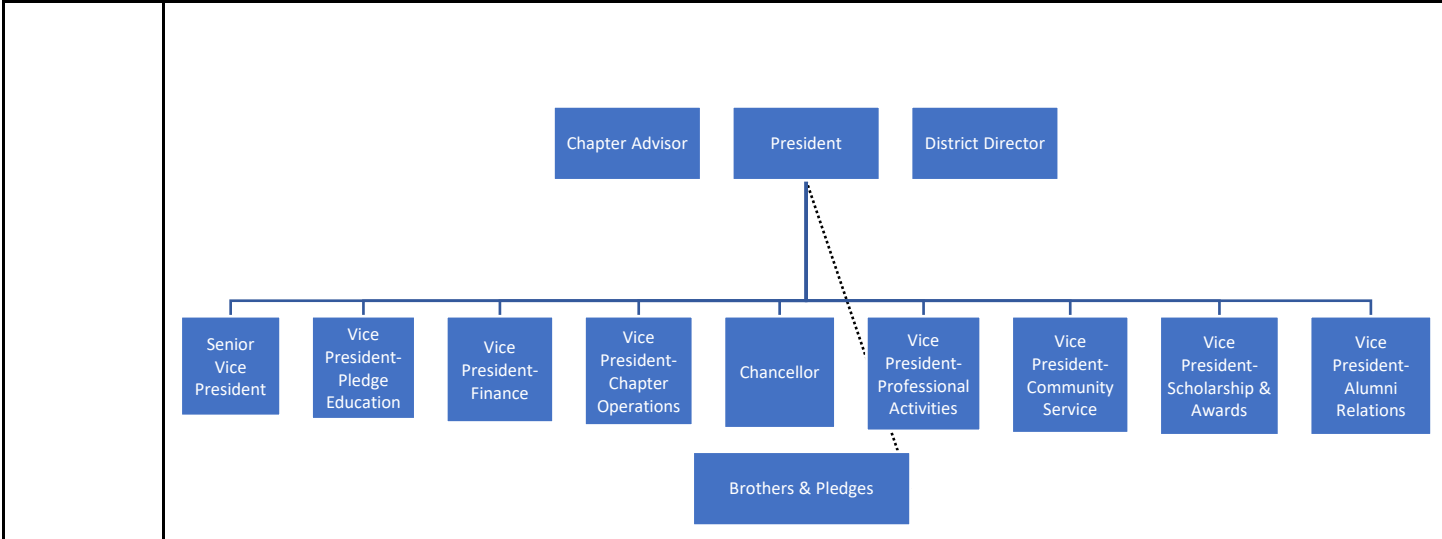 Chapter Advisor
President
District Director
Senior
Vice
President
Vice
President-
Pledge
Education
Vice
President-
Finance
Vice
President-
Chapter
Operations
Chancellor
Vice
President-
Professional
Activities
Vice
President-
Community
Service
Vice
President-
Scholarship &
Awards
Vice
President-
Alumni
Relations
Brothers & Pledges